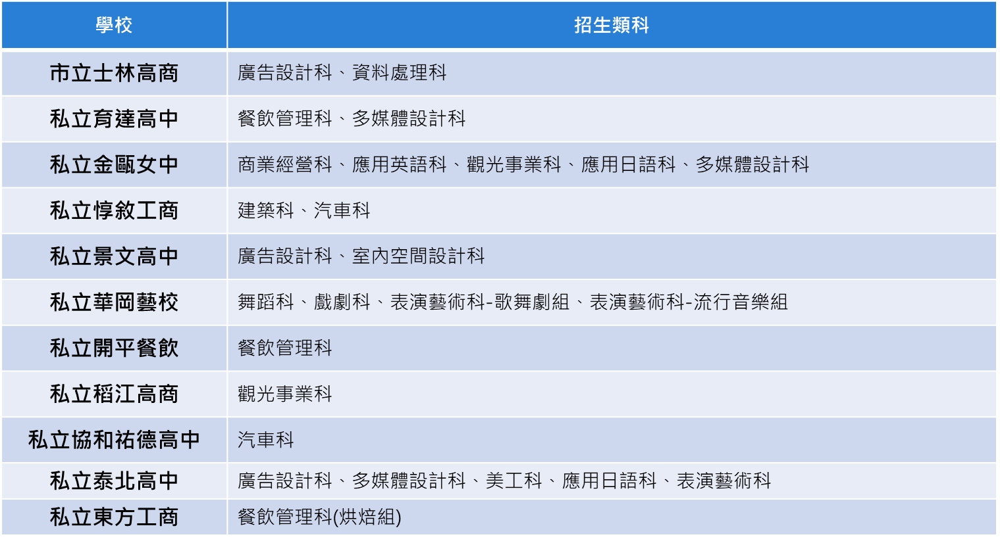 學校 招生類科
市立士林高商 廣告設計科、資料處理科
私立育達高中 餐飲管理科、多媒體設計科
私立金甌女中 商業經營科、應用英語科、觀光事業科、應用日語科、多媒體設計科
私立惇敘工商 建築科、汽車科
私立景文高中 廣告設計科、室內空間設計科
私立華岡藝校 舞蹈科、戲劇科、表演藝術科-歌舞劇組、表演藝術科-流行音樂組
私立開平餐飲 餐飲管理科
私立稻江高商 觀光事業科
私立協和祐德高中 汽車科
私立泰北高中 廣告設計科、多媒體設計科、美工科、應用日語科、表演藝術科
私立東方工商 餐飲管理科(烘焙組)